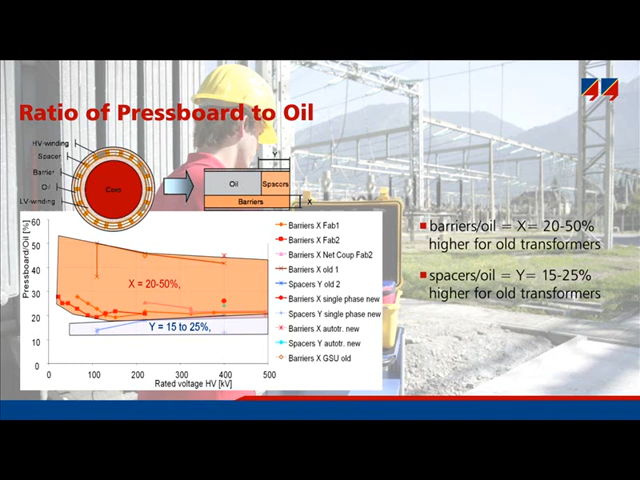 Ratio of Pressboard to Oil
HV-winding
Spacer
Barrier
Oil
LV-winding
Core
Y
Oil
Spacers
Barriers
X
Pressboard/Oil [%]
60
50
40
30
20
10
0
X = 20-50%,
Y = 15 to 25%,
0
100
200
300
400
500
Rated voltage HV [kV]
Barriers X Fab1
Barriers X Fab2
Barriers X Net Coup Fab2
Barriers X old 1
Spacers Y old 2
Barriers X single phase new
Spacers Y single phase new
Barriers X autotr. new
Spacers Y autotr. new
Barriers X GSU old
barriers/oil = X= 20-50%
higher for old transformers
spacers/oil = Y= 15-25%
higher for old transformers